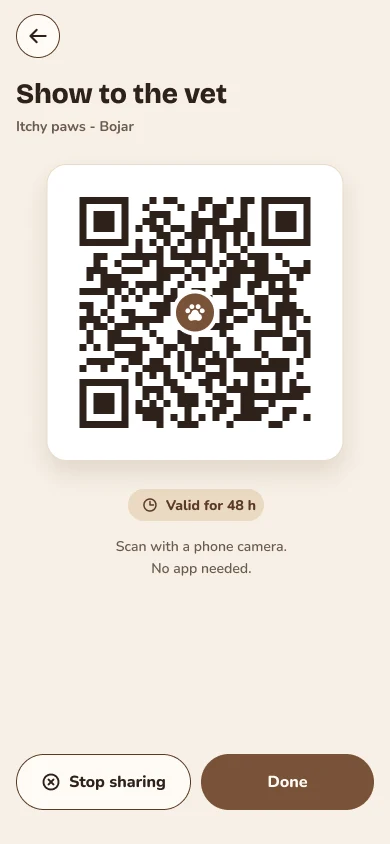 Show to the vet
Itchy paws - Bojar
Valid for 48 h
Scan with a phone camera.
No app needed.
Stop sharing
Done